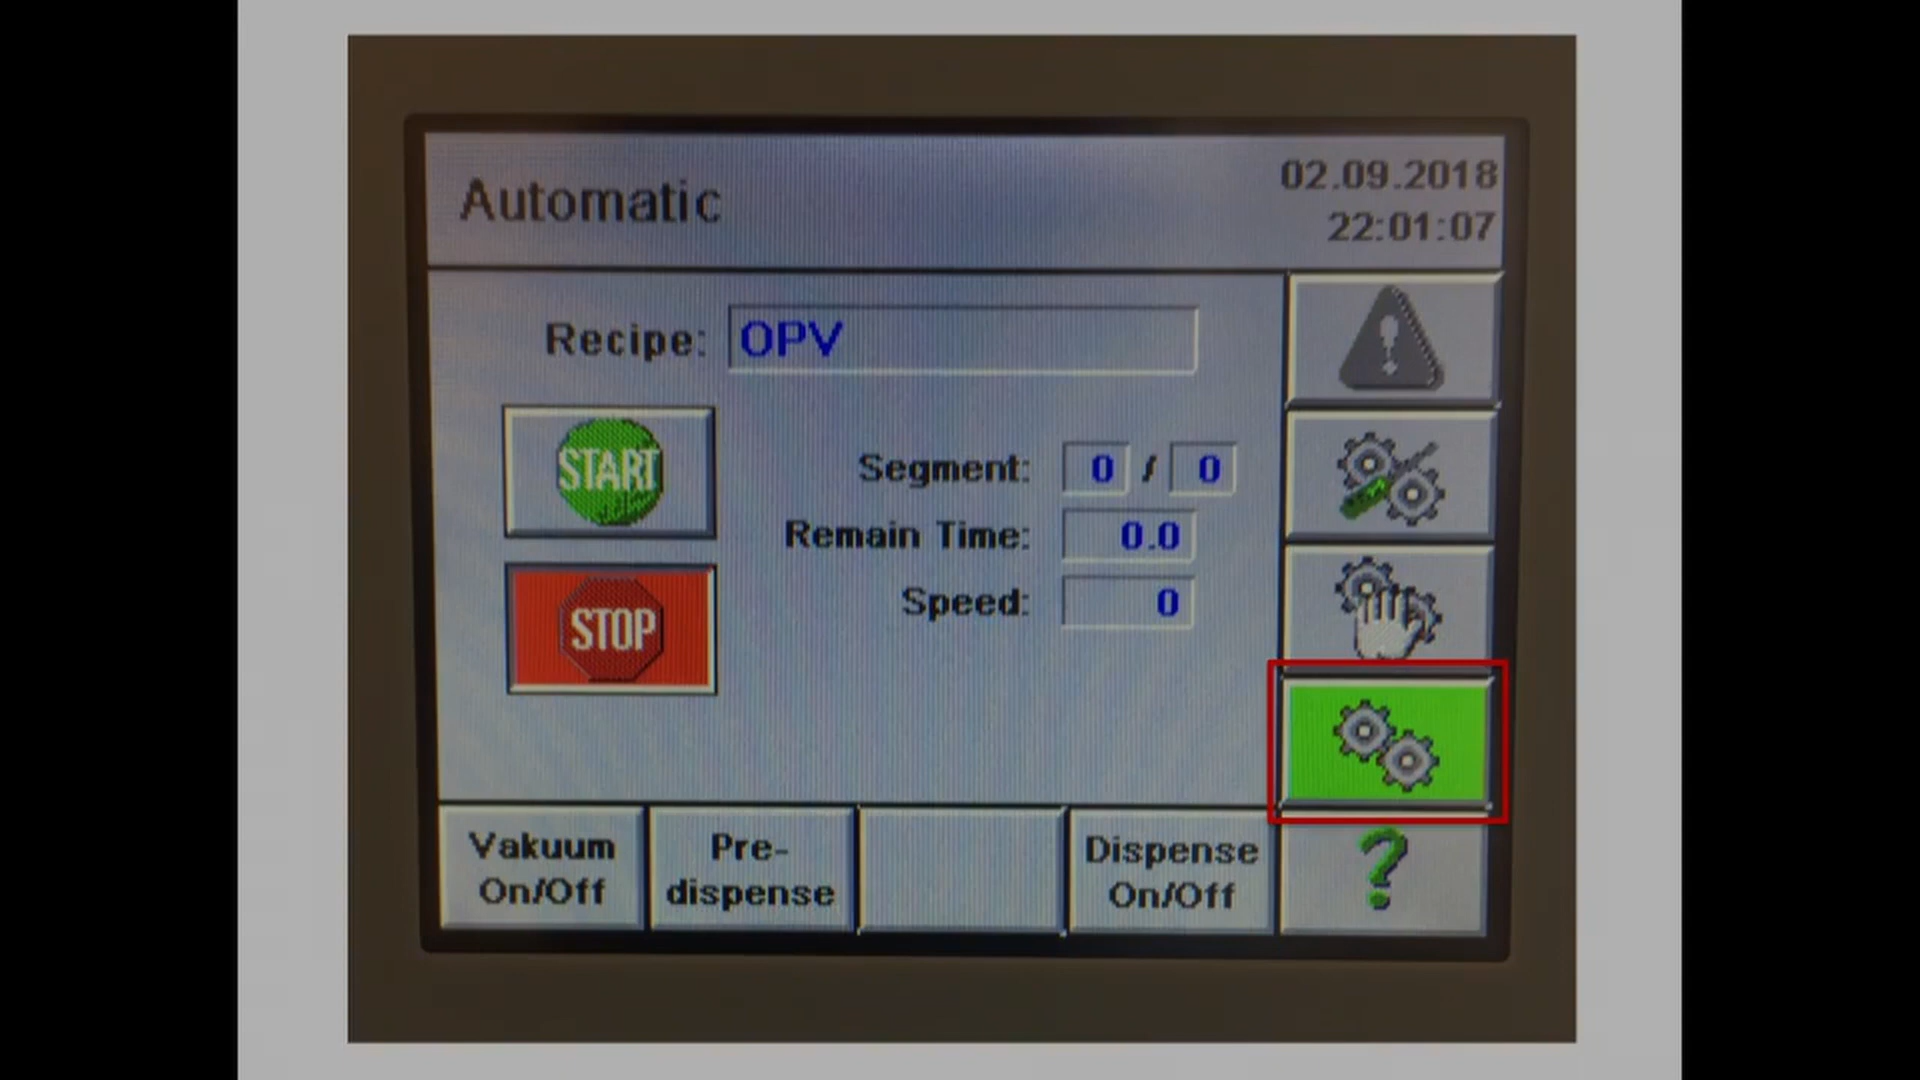 Automatic
02.09.2018
22:01:07
Recipe: OPV
START
Segment: 0 / 0
Remain Time: 0.0
STOP
Speed: 0
Vakuum
On/Off
Pre-
dispense
Dispense
On/Off
?